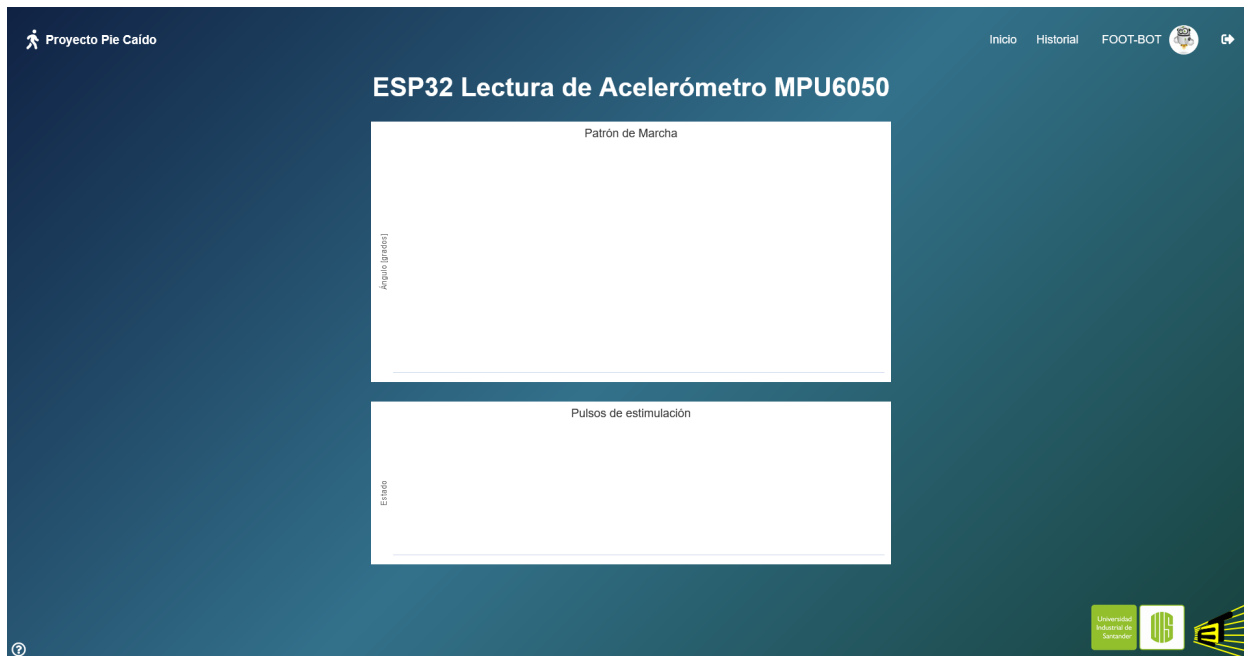 Proyecto Pie Caído
Inicio Historial FOOT-BOT
ESP32 Lectura de Acelerómetro MPU6050
Patrón de Marcha
Ángulo [grados]
Pulsos de estimulación
Estado
Universidad
Industrial de
Santander
UIS
?